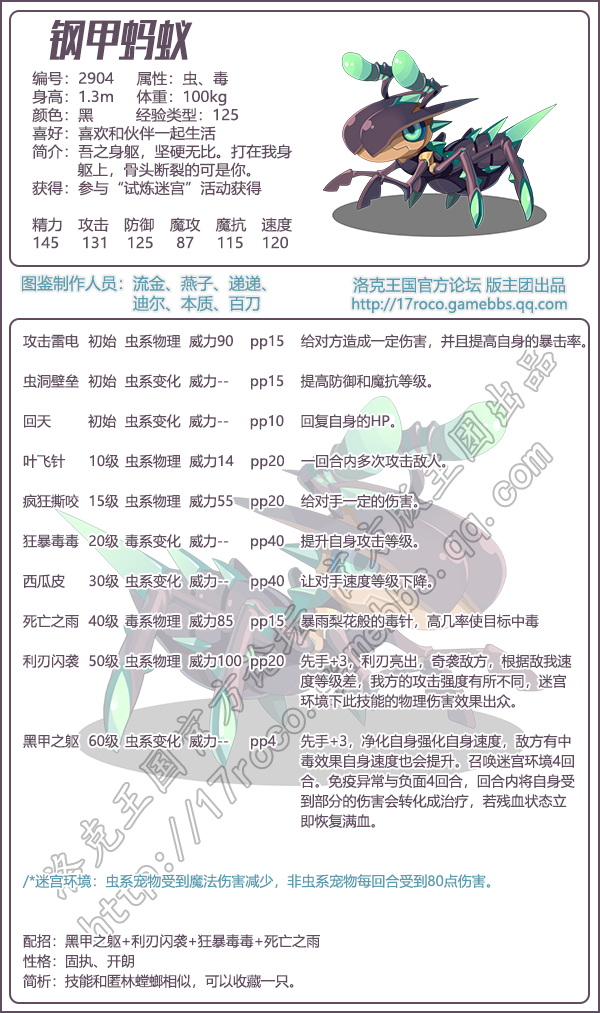 钢甲蚂蚁
编号：2904 属性：虫、毒
身高：1.3m 体重：100kg
颜色：黑 经验类型：125
喜好：喜欢和伙伴一起生活
简介：吾之身躯，坚硬无比。打在我身
躯上，骨头断裂的可是你。
获得：参与“试炼迷宫”活动获得
精力 攻击 防御 魔攻 魔抗 速度
145 131 125 87 115 120
图鉴制作人员：流金、燕子、递递、
迪尔、本质、百刀
洛克王国官方论坛 版主团出品
http://17roco.gamebbs.qq.com
攻击雷电 初始 虫系物理 威力90 pp15 给对方造成一定伤害，并且提高自身的暴击率。
虫洞壁垒 初始 虫系变化 威力-- pp15 提高防御和魔抗等级。
回天 初始 虫系变化 威力-- pp10 回复自身的HP。
叶飞针 10级 虫系物理 威力14 pp20 一回合内多次攻击敌人。
疯狂撕咬 15级 虫系物理 威力55 pp20 给对手一定的伤害。
狂暴毒毒 20级 毒系变化 威力-- pp40 提升自身攻击等级。
西瓜皮 30级 虫系变化 威力-- pp40 让对手速度等级下降。
死亡之雨 40级 毒系物理 威力85 pp15 暴雨梨花般的毒针，高几率使目标中毒
利刃闪袭 50级 虫系物理 威力100 pp20 先手+3，利刃亮出，奇袭敌方，根据敌我速
度等级差，我方的攻击强度有所不同，迷宫
环境下此技能的物理伤害效果出众。
黑甲之躯 60级 虫系变化 威力-- pp4 先手+3，净化自身强化自身速度，敌方有中
毒效果自身速度也会提升。召唤迷宫环境4回
合。免疫异常与负面4回合，回合内将自身受
到部分的伤害会转化成治疗，若残血状态立
即恢复满血。
/*迷宫环境：虫系宠物受到魔法伤害减少，非虫系宠物每回合受到80点伤害。
配招：黑甲之躯+利刃闪袭+狂暴毒毒+死亡之雨
性格：固执、开朗
简析：技能和匿林螳螂相似，可以收藏一只。
洛克王国官方论坛 官方版主团出品
http://17roco.gamebbs.qq.com